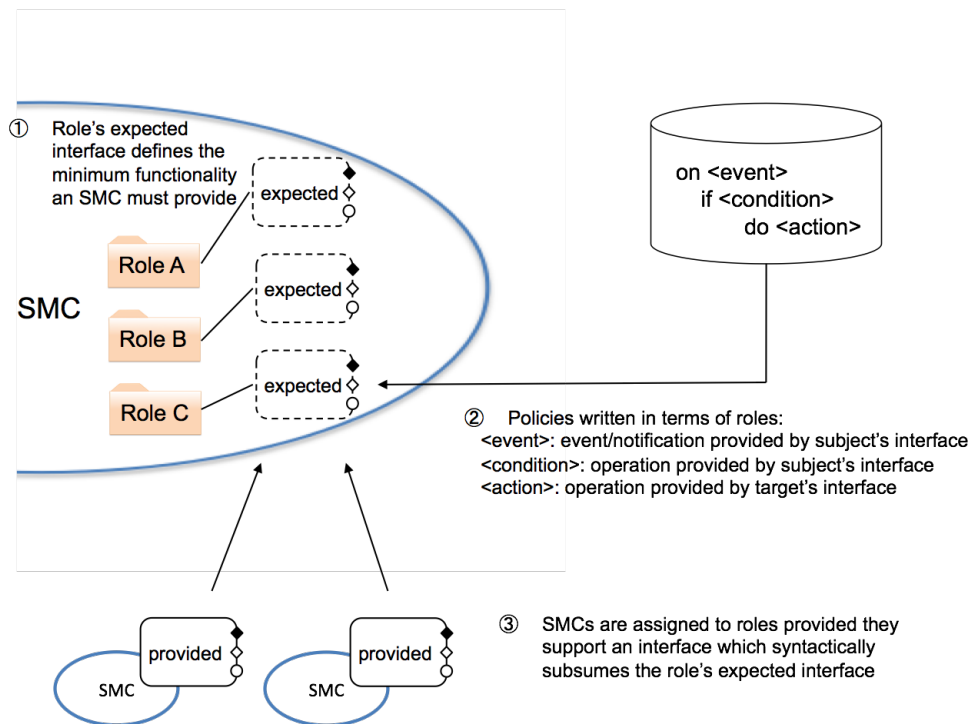 ① Role's expected
interface defines the
minimum functionality
an SMC must provide
expected
Role A
SMC
expected
Role B
expected
Role C
on <event>
if <condition>
do <action>
② Policies written in terms of roles:
<event>: event/notification provided by subject's interface
<condition>: operation provided by subject's interface
<action>: operation provided by target's interface
provided
SMC
provided
SMC
③ SMCs are assigned to roles provided they
support an interface which syntactically
subsumes the role's expected interface